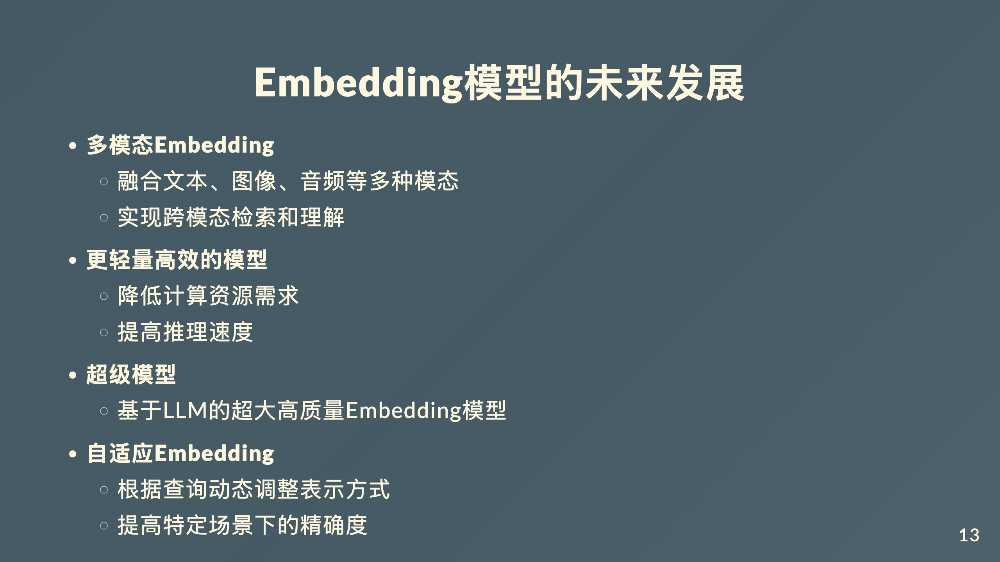 Embedding模型的未来发展
• 多模态Embedding
◦ 融合文本、图像、音频等多种模态
◦ 实现跨模态检索和理解
• 更轻量高效的模型
◦ 降低计算资源需求
◦ 提高推理速度
• 超级模型
◦ 基于LLM的超大高质量Embedding模型
• 自适应Embedding
◦ 根据查询动态调整表示方式
◦ 提高特定场景下的精确度
13